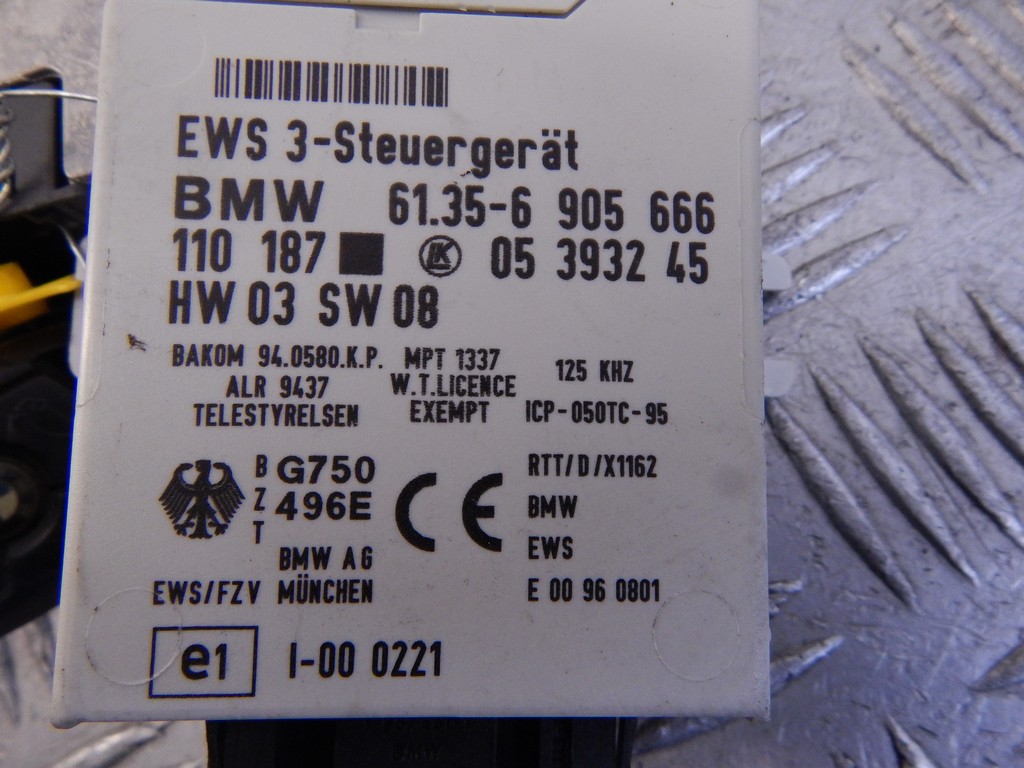 EWS 3-Steuergerät
BMW 61.35-6 905 666
110 187 LK 05 3932 45
HW 03 SW 08
BAKOM 94.0580.K.P. MPT 1337 125 KHZ
ALR 9437 W.T.LICENCE
TELESTYRELSEN EXEMPT ICP-050TC-95
BZT G750 496E CE RTT/D/X1162
BMW
BMW AG EWS
EWS/FZV MÜNCHEN E 00 96 0801
e1 I-00 0221